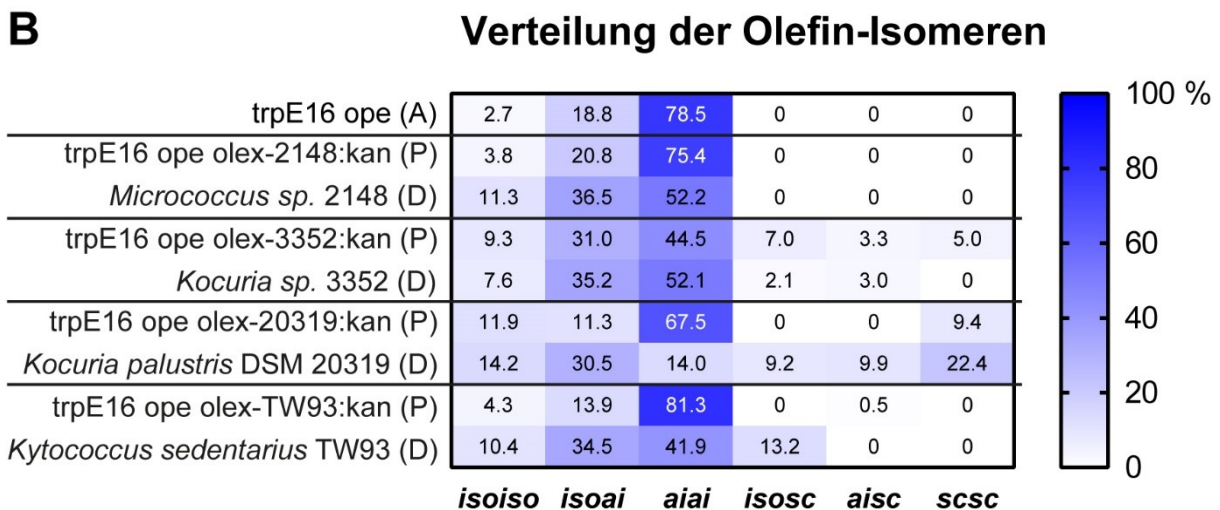 B
Verteilung der Olefin-Isomeren
trpE16 ope (A) 2.7 18.8 78.5 0 0 0
trpE16 ope olex-2148:kan (P) 3.8 20.8 75.4 0 0 0
Micrococcus sp. 2148 (D) 11.3 36.5 52.2 0 0 0
trpE16 ope olex-3352:kan (P) 9.3 31.0 44.5 7.0 3.3 5.0
Kocuria sp. 3352 (D) 7.6 35.2 52.1 2.1 3.0 0
trpE16 ope olex-20319:kan (P) 11.9 11.3 67.5 0 0 9.4
Kocuria palustris DSM 20319 (D) 14.2 30.5 14.0 9.2 9.9 22.4
trpE16 ope olex-TW93:kan (P) 4.3 13.9 81.3 0 0.5 0
Kytococcus sedentarius TW93 (D) 10.4 34.5 41.9 13.2 0 0
isoiso isoai aiai isosc aisc scsc
100 %
80
60
40
20
0